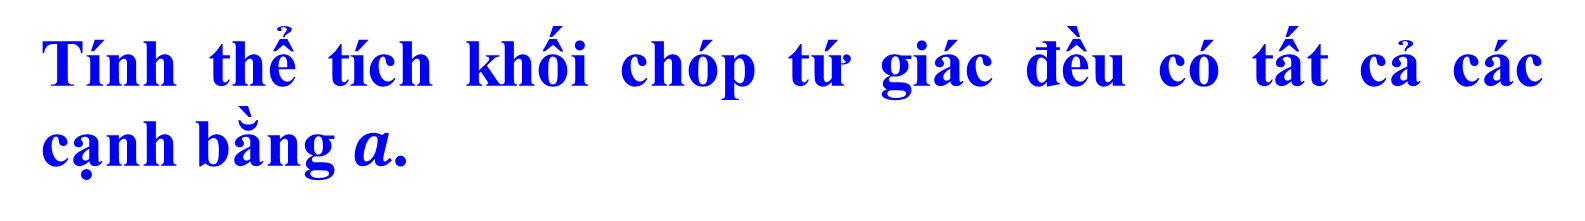 Tính thể tích khối chóp tứ giác đều có tất cả các
cạnh bằng a.